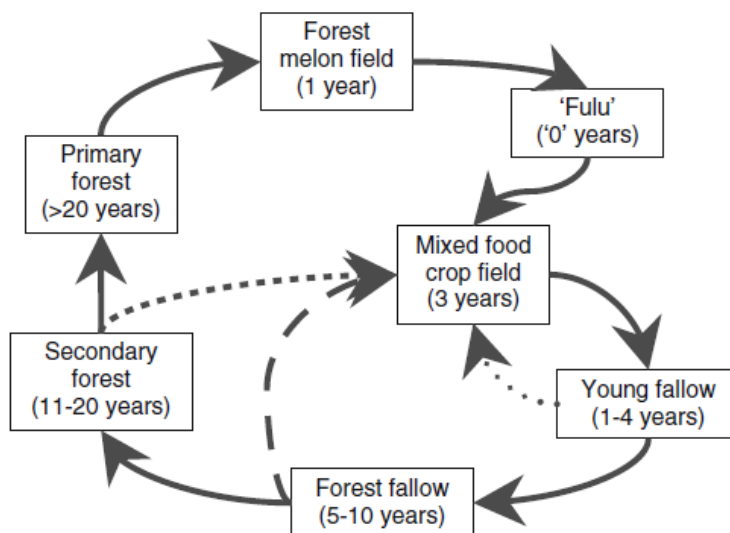 Forest
melon field
(1 year)
‘Fulu’
(‘0’ years)
Primary
forest
(>20 years)
Mixed food
crop field
(3 years)
Secondary
forest
(11-20 years)
Young fallow
(1-4 years)
Forest fallow
(5-10 years)